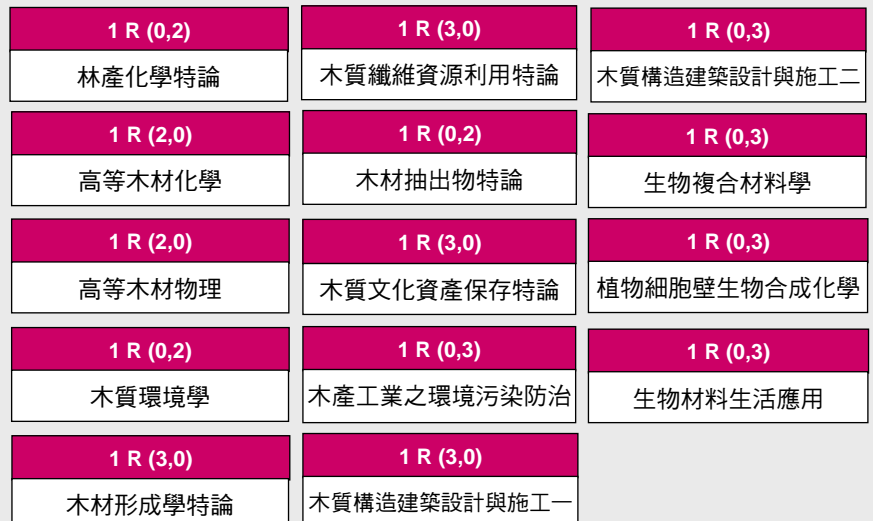 1 R (0,2)
林產化學特論
1 R (2,0)
高等木材化學
1 R (2,0)
高等木材物理
1 R (0,2)
木質環境學
1 R (3,0)
木材形成學特論
1 R (3,0)
木質纖維資源利用特論
1 R (0,2)
木材抽出物特論
1 R (3,0)
木質文化資產保存特論
1 R (0,3)
木產工業之環境污染防治
1 R (3,0)
木質構造建築設計與施工一
1 R (0,3)
木質構造建築設計與施工二
1 R (0,3)
生物複合材料學
1 R (0,3)
植物細胞壁生物合成化學
1 R (0,3)
生物材料生活應用